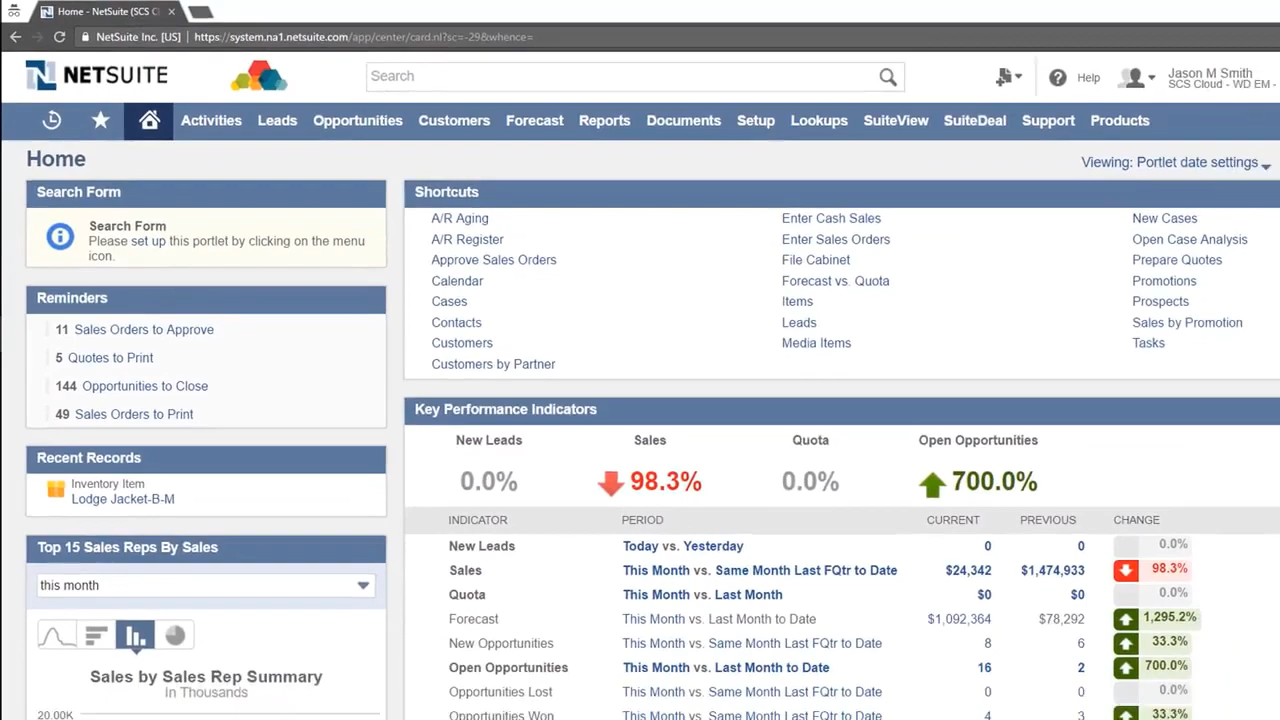 Home - NetSuite (SCS Cl
NetSuite Inc. [US] https://system.na1.netsuite.com/app/center/card.nl?sc=-29&whence=
NETSUITE
Search
Help
Jason M Smith
SCS Cloud - WD EM -
Activities Leads Opportunities Customers Forecast Reports Documents Setup Lookups SuiteView SuiteDeal Support Products
Home
Viewing: Portlet date settings
Search Form
Search Form
Please set up this portlet by clicking on the menu
icon.
Reminders
11 Sales Orders to Approve
5 Quotes to Print
144 Opportunities to Close
49 Sales Orders to Print
Recent Records
Inventory Item
Lodge Jacket-B-M
Top 15 Sales Reps By Sales
this month
Sales by Sales Rep Summary
In Thousands
20.00K
Shortcuts
A/R Aging
A/R Register
Approve Sales Orders
Calendar
Cases
Contacts
Customers
Customers by Partner
Enter Cash Sales
Enter Sales Orders
File Cabinet
Forecast vs. Quota
Items
Leads
Media Items
New Cases
Open Case Analysis
Prepare Quotes
Promotions
Prospects
Sales by Promotion
Tasks
Key Performance Indicators
New Leads Sales Quota Open Opportunities
0.0% 98.3% 0.0% 700.0%
INDICATOR PERIOD CURRENT PREVIOUS CHANGE
New Leads Today vs. Yesterday 0 0 0.0%
Sales This Month vs. Same Month Last FQtr to Date $24,342 $1,474,933 98.3%
Quota This Month vs. Last Month $0 $0 0.0%
Forecast This Month vs. Last Month to Date $1,092,364 $78,292 1,295.2%
New Opportunities This Month vs. Same Month Last FQtr to Date 8 6 33.3%
Open Opportunities This Month vs. Last Month to Date 16 2 700.0%
Opportunities Lost This Month vs. Same Month Last FQtr to Date 0 0 0.0%
Opportunities Won This Month vs. Same Month Last FQtr to Date 4 3 33.3%